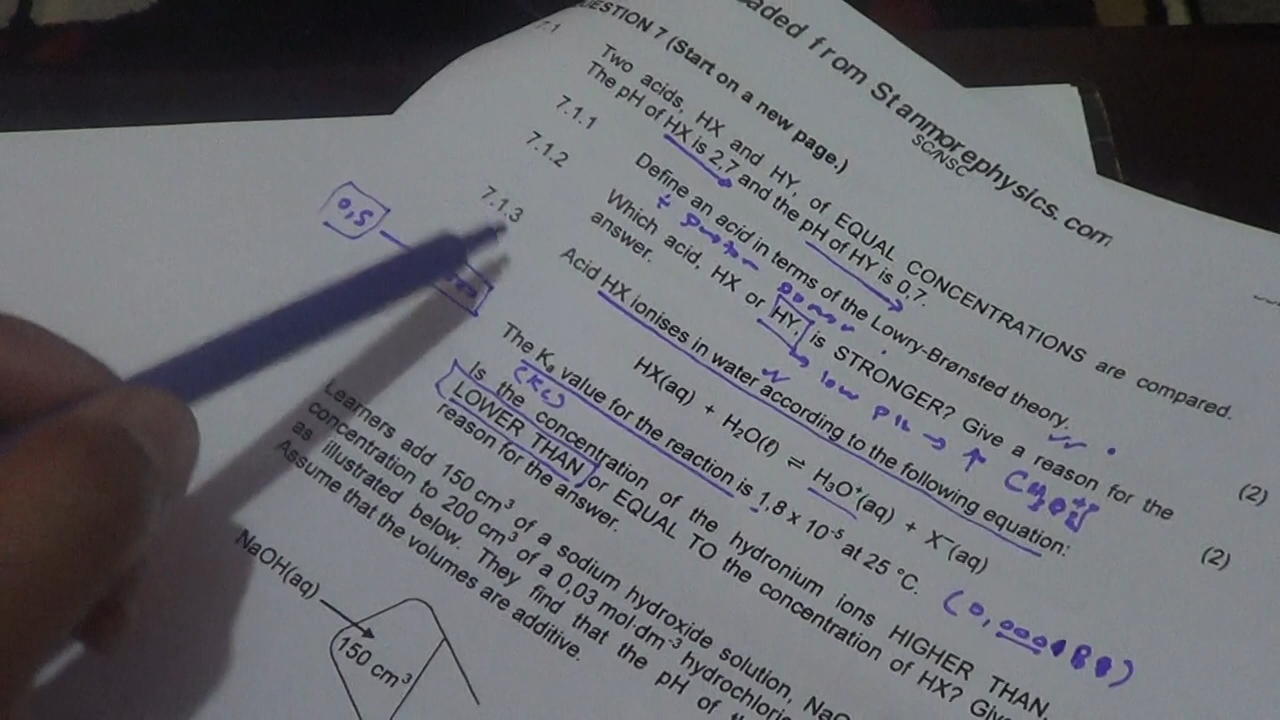 aded from Stanmorephysics.com
SC/NSC
ESTION 7 (Start on a new page.)
7.1
Two acids, HX and HY, of EQUAL CONCENTRATIONS are compared.
The pH of HX is 2,7 and the pH of HY is 0,7.
7.1.1 Define an acid in terms of the Lowry-Brønsted theory. (2)
7.1.2 Which acid, HX or HY, is STRONGER? Give a reason for the
answer. (2)
low pH → ↑
7.1.3 Acid HX ionises in water according to the following equation:
HX(aq) + H₂O(ℓ) ⇌ H₃O⁺(aq) + X⁻(aq)
0,5
The Kₐ value for the reaction is 1,8 x 10⁻⁵ at 25 °C.
(Kc)
Is the concentration of the hydronium ions HIGHER THAN,
LOWER THAN or EQUAL TO the concentration of HX? Give
reason for the answer.
Learners add 150 cm³ of a sodium hydroxide solution, NaO
concentration to 200 cm³ of a 0,03 mol·dm⁻³ hydrochloric
as illustrated below. They find that the pH of
Assume that the volumes are additive.
NaOH(aq)
150 cm³